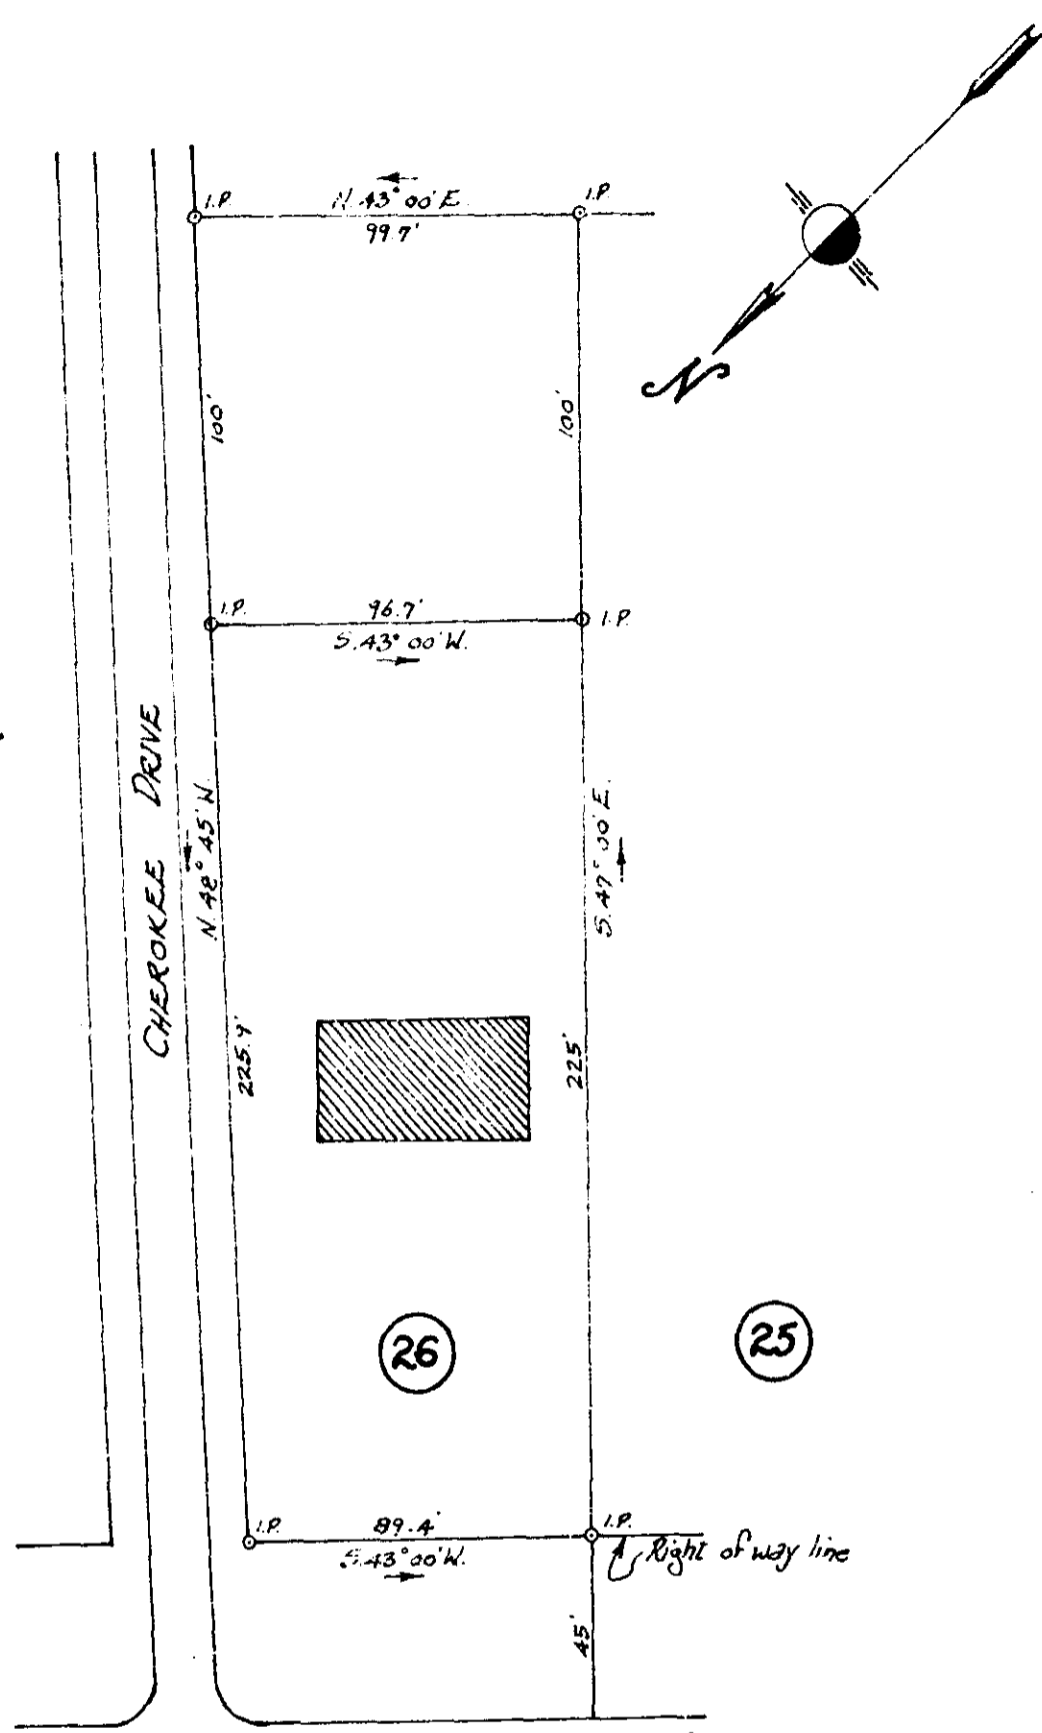 I.P.
N. 43° 00' E.
I.P.
99.7'
N
100'
100'
I.P.
96.7'
I.P.
S. 43° 00' W.
CHEROKEE DRIVE
N. 48° 45' W.
S. 47° 00' E.
225.9'
225'
26
25
I.P.
89.4'
I.P.
S. 43° 00' W.
Right of way line
45'